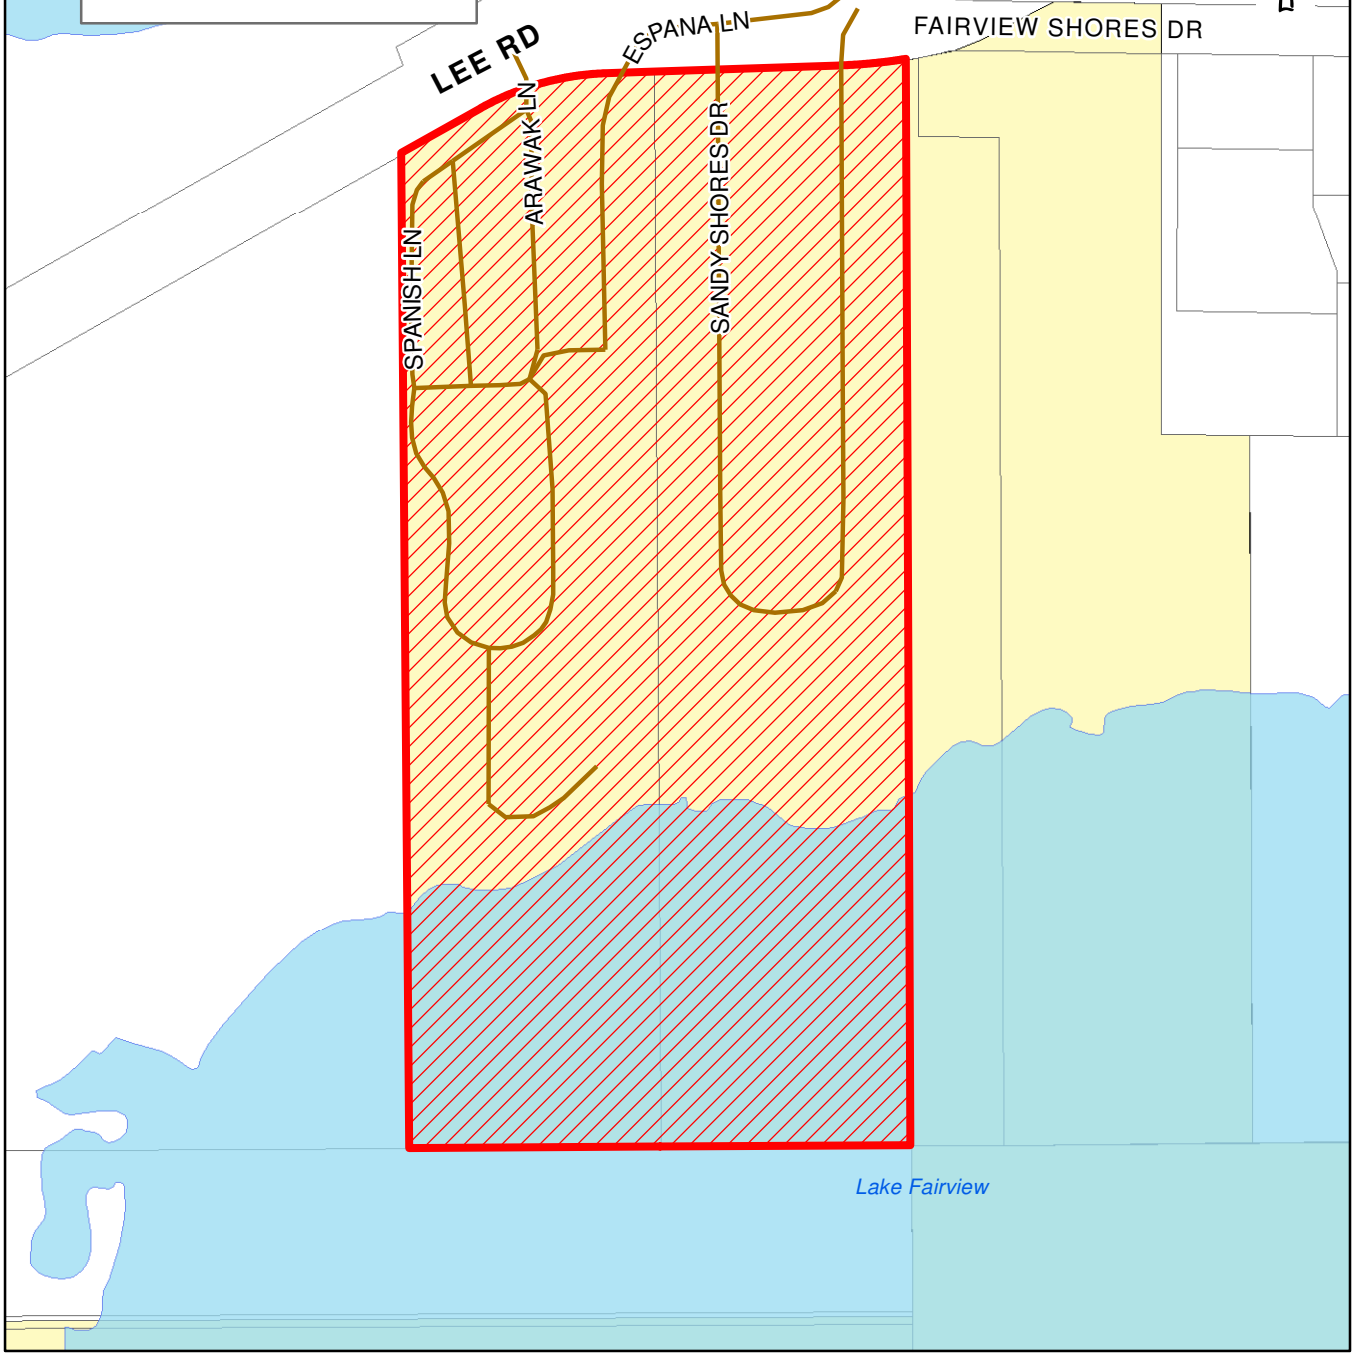 LEE RD
ESPANA LN
FAIRVIEW SHORES DR
ARAWAK LN
SANDY SHORES DR
SPANISH LN
Lake Fairview